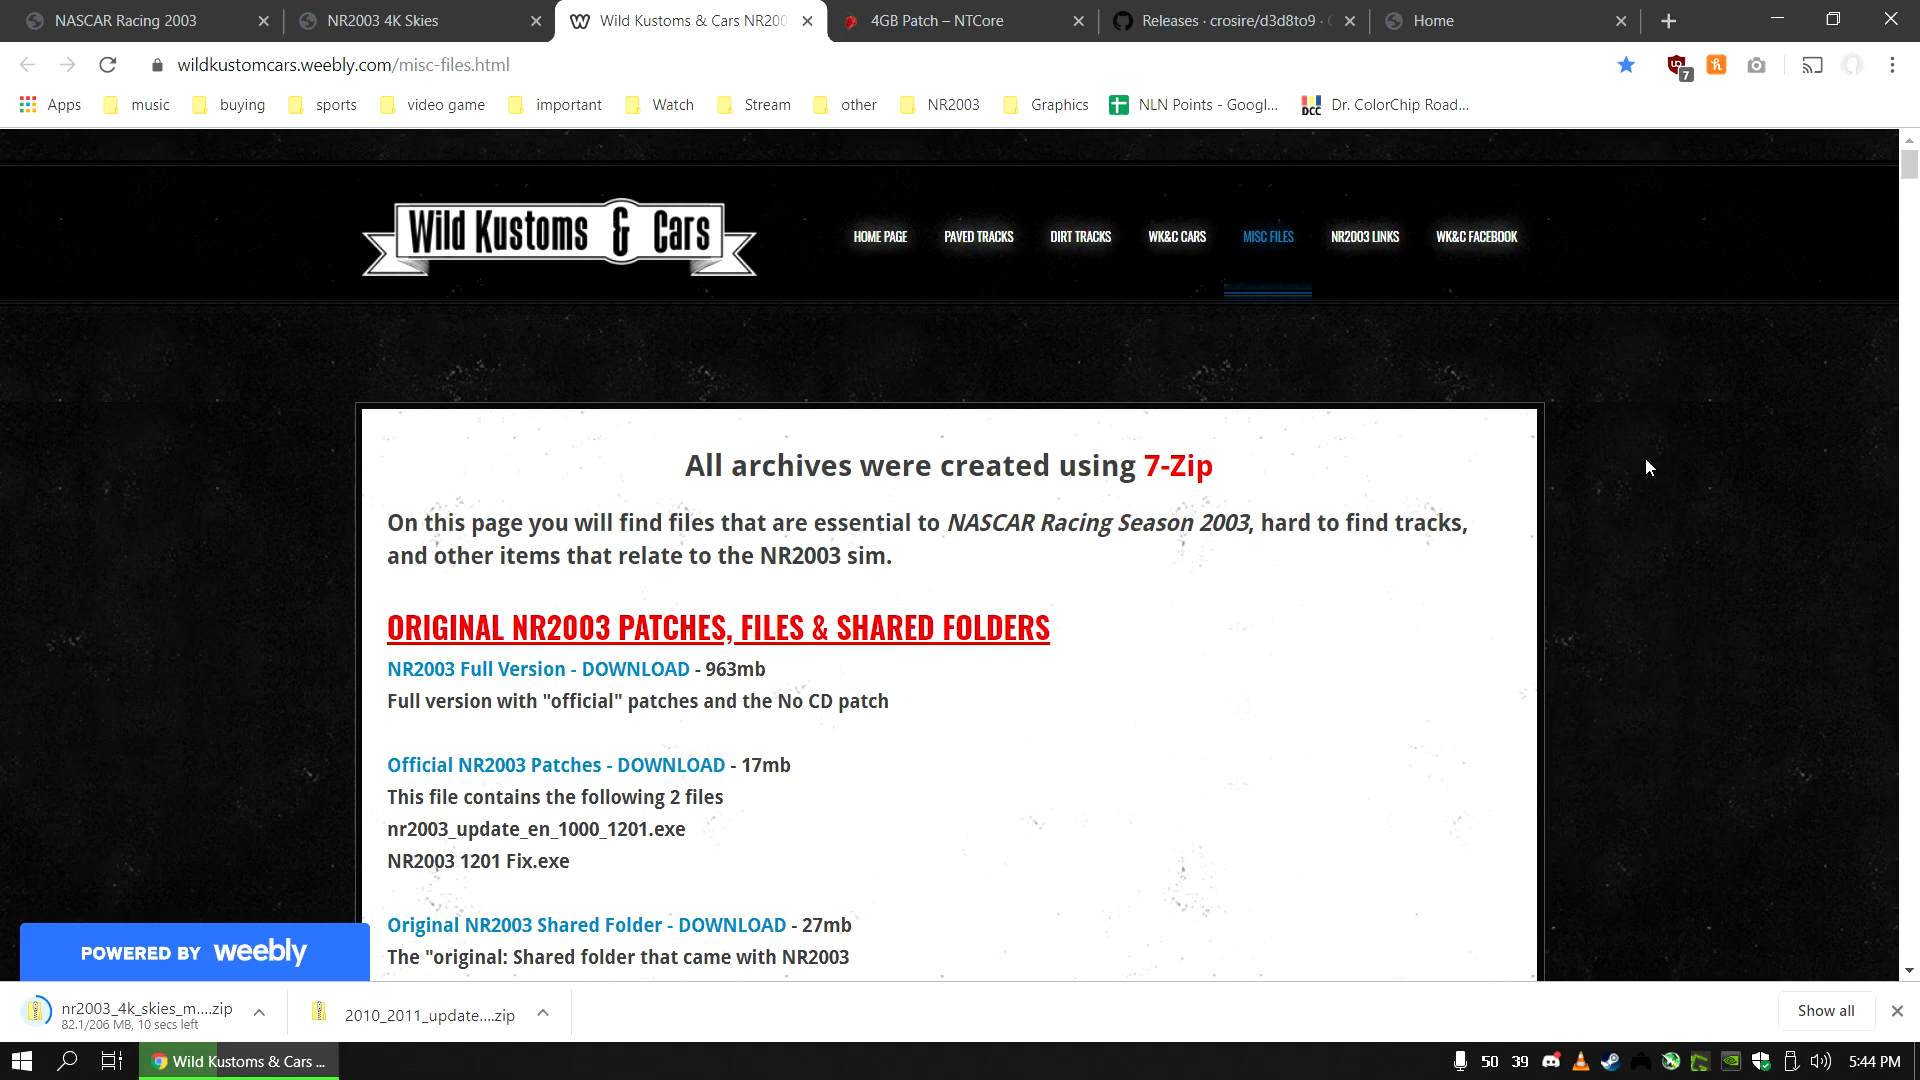 NASCAR Racing 2003
NR2003 4K Skies
Wild Kustoms & Cars NR200
4GB Patch – NTCore
Releases · crosire/d3d8to9 ·
Home
wildkustomcars.weebly.com/misc-files.html
7
Apps
music
buying
sports
video game
important
Watch
Stream
other
NR2003
Graphics
NLN Points - Googl...
DCC
Dr. ColorChip Road...
Wild Kustoms & Cars
HOME PAGE
PAVED TRACKS
DIRT TRACKS
WK&C CARS
MISC FILES
NR2003 LINKS
WK&C FACEBOOK
All archives were created using 7-Zip
On this page you will find files that are essential to NASCAR Racing Season 2003, hard to find tracks,
and other items that relate to the NR2003 sim.
ORIGINAL NR2003 PATCHES, FILES & SHARED FOLDERS
NR2003 Full Version - DOWNLOAD - 963mb
Full version with "official" patches and the No CD patch
Official NR2003 Patches - DOWNLOAD - 17mb
This file contains the following 2 files
nr2003_update_en_1000_1201.exe
NR2003 1201 Fix.exe
Original NR2003 Shared Folder - DOWNLOAD - 27mb
The "original: Shared folder that came with NR2003
POWERED BY weebly
nr2003_4k_skies_m....zip
82.1/206 MB, 10 secs left
2010_2011_update....zip
Show all
Wild Kustoms & Cars ...
50
39
5:44 PM